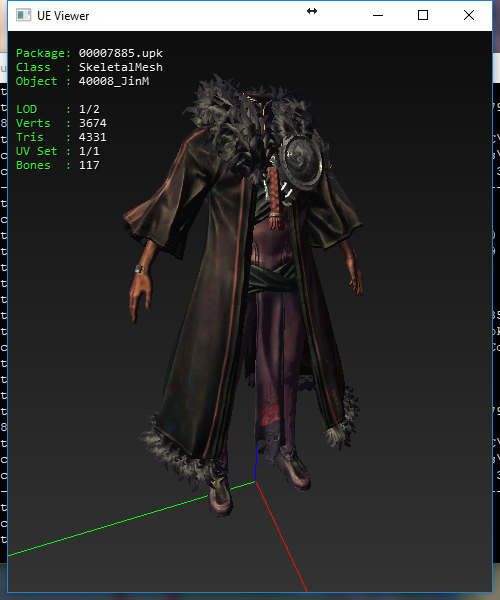 UE Viewer
Package: 00007885.upk
Class : SkeletalMesh
Object : 40008_JinM
LOD : 1/2
Verts : 3674
Tris : 4331
UV Set : 1/1
Bones : 117